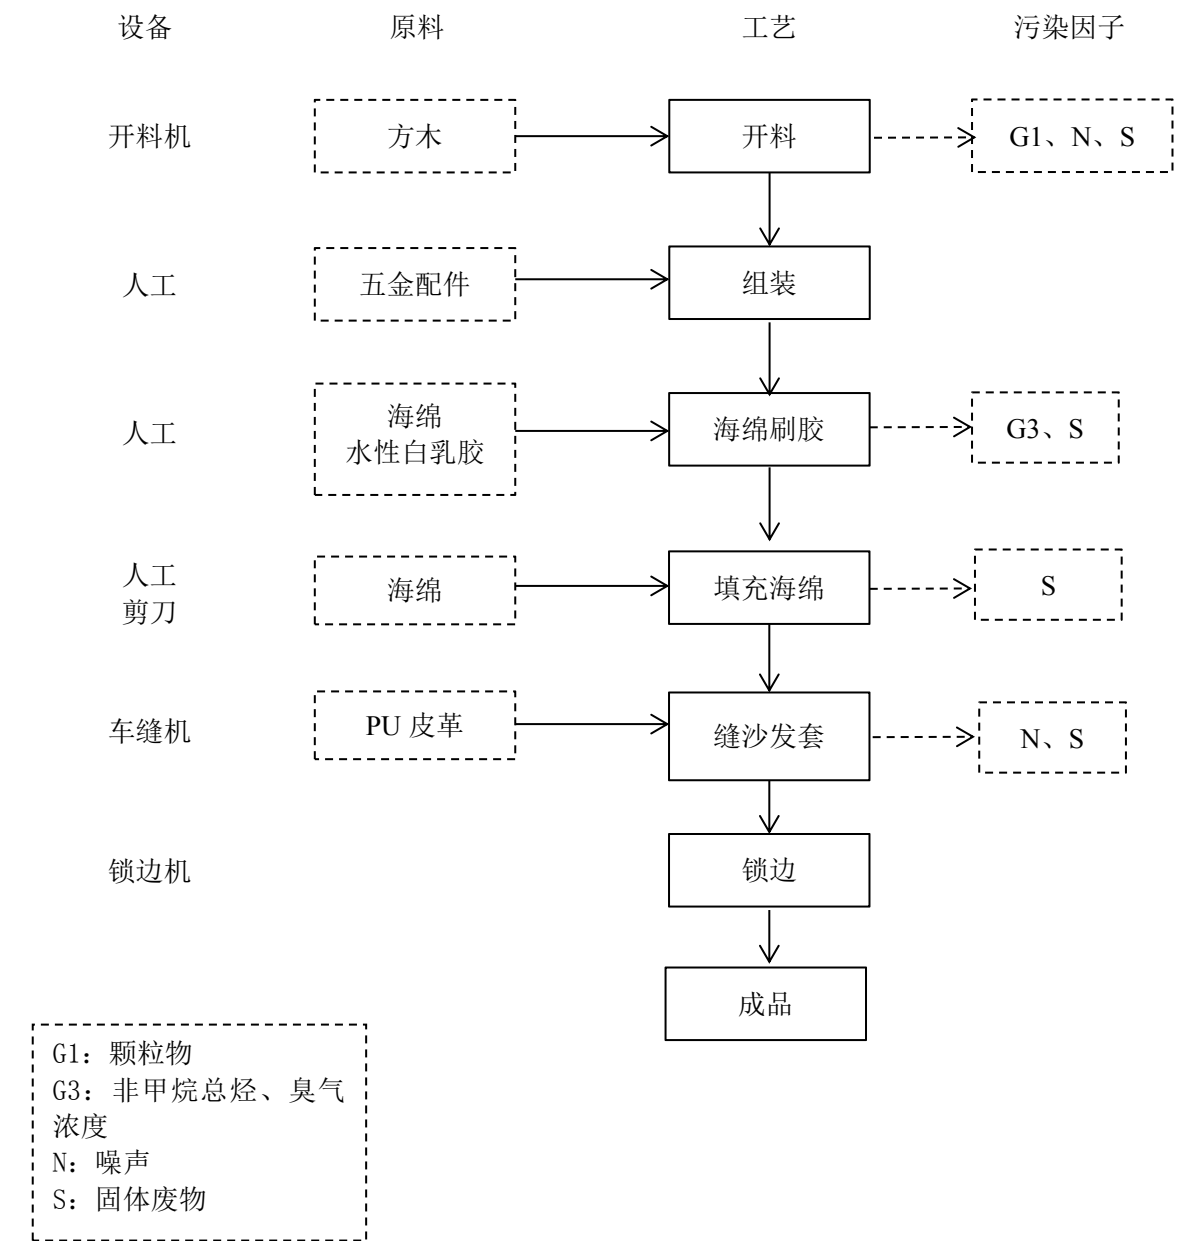 设备 原料 工艺 污染因子
开料机 方木 开料 G1、N、S
人工 五金配件 组装
人工 海绵 海绵刷胶 G3、S
水性白乳胶
人工 海绵 填充海绵 S
剪刀
车缝机 PU 皮革 缝沙发套 N、S
锁边机 锁边
成品
G1：颗粒物
G3：非甲烷总烃、臭气
浓度
N：噪声
S：固体废物